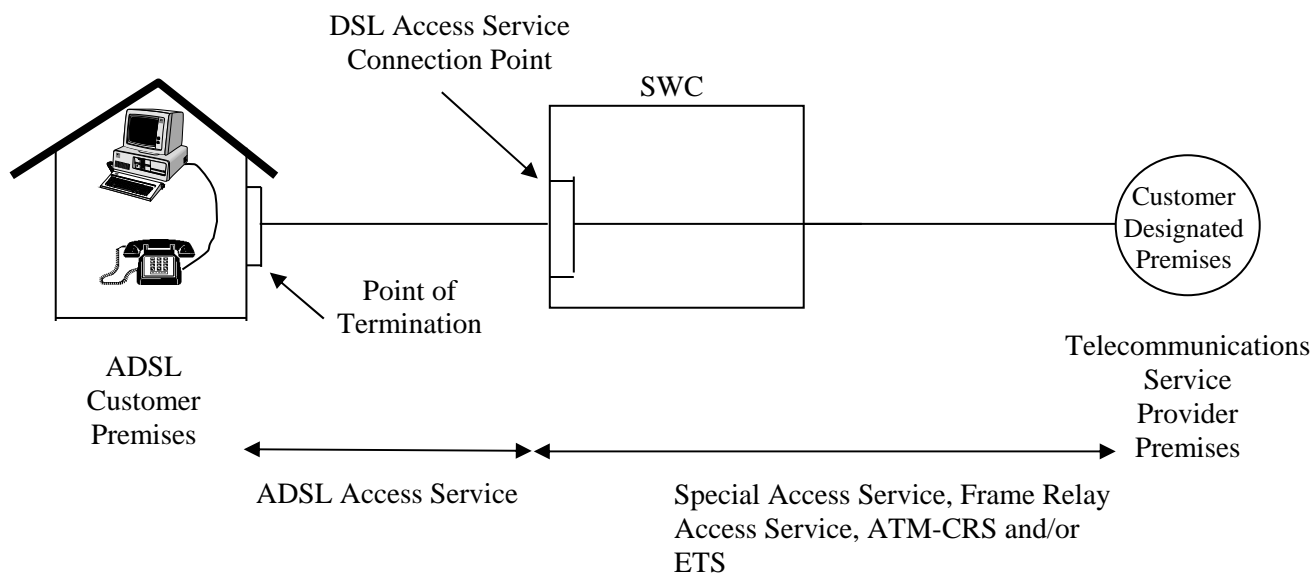 DSL Access Service
Connection Point
SWC
Customer
Designated
Premises
Point of
Termination
ADSL
Customer
Premises
Telecommunications
Service
Provider
Premises
ADSL Access Service
Special Access Service, Frame Relay
Access Service, ATM-CRS and/or
ETS